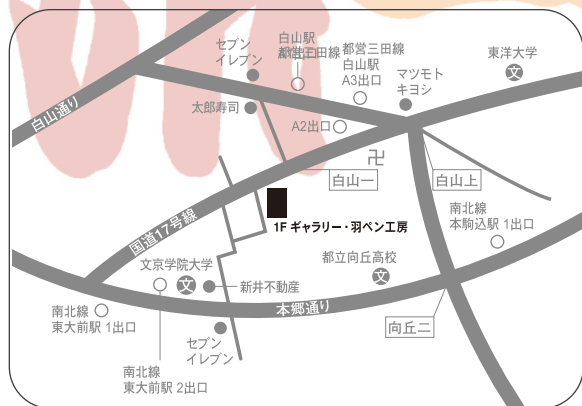 セブン
イレブン
白山駅
都営三田線
都営三田線
白山駅
A3出口
東洋大学
文
マツモト
キヨシ
太郎寿司
A2出口
白山通り
卍
白山一
白山上
国道17号線
1F ギャラリー・羽ペン工房
南北線
本駒込駅 1出口
文京学院大学
文
新井不動産
都立向丘高校
文
本郷通り
向丘二
南北線
東大前駅 1出口
セブン
イレブン
南北線
東大前駅 2出口